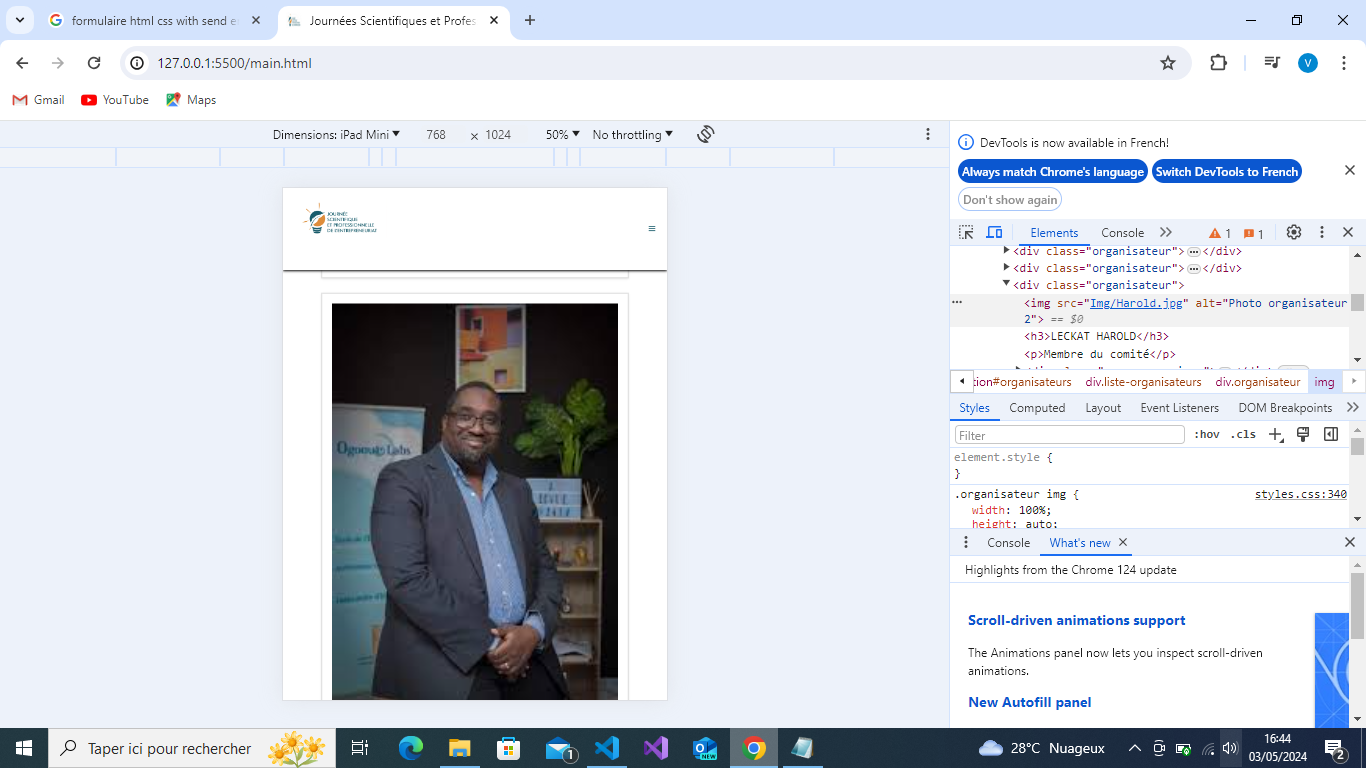 formulaire html css with send e
Journées Scientifiques et Profes
127.0.0.1:5500/main.html
V
Gmail
YouTube
Maps
Dimensions: iPad Mini
768 × 1024
50%
No throttling
DevTools is now available in French!
Always match Chrome's language
Switch DevTools to French
Don't show again
Elements
Console
1
1
<div class="organisateur"> ⋯ </div>
<div class="organisateur"> ⋯ </div>
<div class="organisateur">
<img src="Img/Harold.jpg" alt="Photo organisateur
2"> == $0
<h3>LECKAT HAROLD</h3>
<p>Membre du comité</p>
tion#organisateurs div.liste-organisateurs div.organisateur img
Styles Computed Layout Event Listeners DOM Breakpoints
Filter
:hov .cls
element.style {
}
.organisateur img {
styles.css:340
width: 100%;
height: auto;
Console
What's new
Highlights from the Chrome 124 update
Scroll-driven animations support
The Animations panel now lets you inspect scroll-driven
animations.
New Autofill panel
JOURNÉE
SCIENTIFIQUE
ET PROFESSIONNELLE
DE L'ENTREPRENEURIAT
Ogooué Labs
Taper ici pour rechercher
1
NEW
28°C Nuageux
16:44
03/05/2024
2